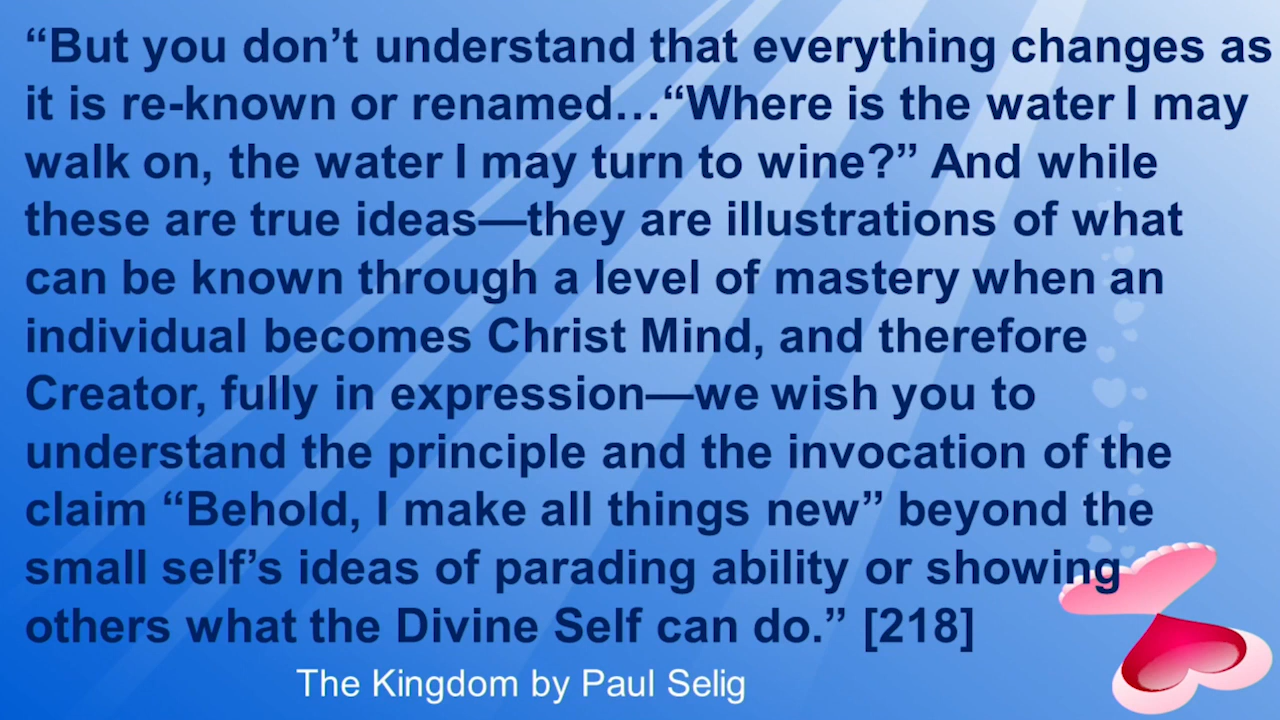 “But you don’t understand that everything changes as
it is re-known or renamed…“Where is the water I may
walk on, the water I may turn to wine?” And while
these are true ideas—they are illustrations of what
can be known through a level of mastery when an
individual becomes Christ Mind, and therefore
Creator, fully in expression—we wish you to
understand the principle and the invocation of the
claim “Behold, I make all things new” beyond the
small self’s ideas of parading ability or showing
others what the Divine Self can do.” [218]
The Kingdom by Paul Selig